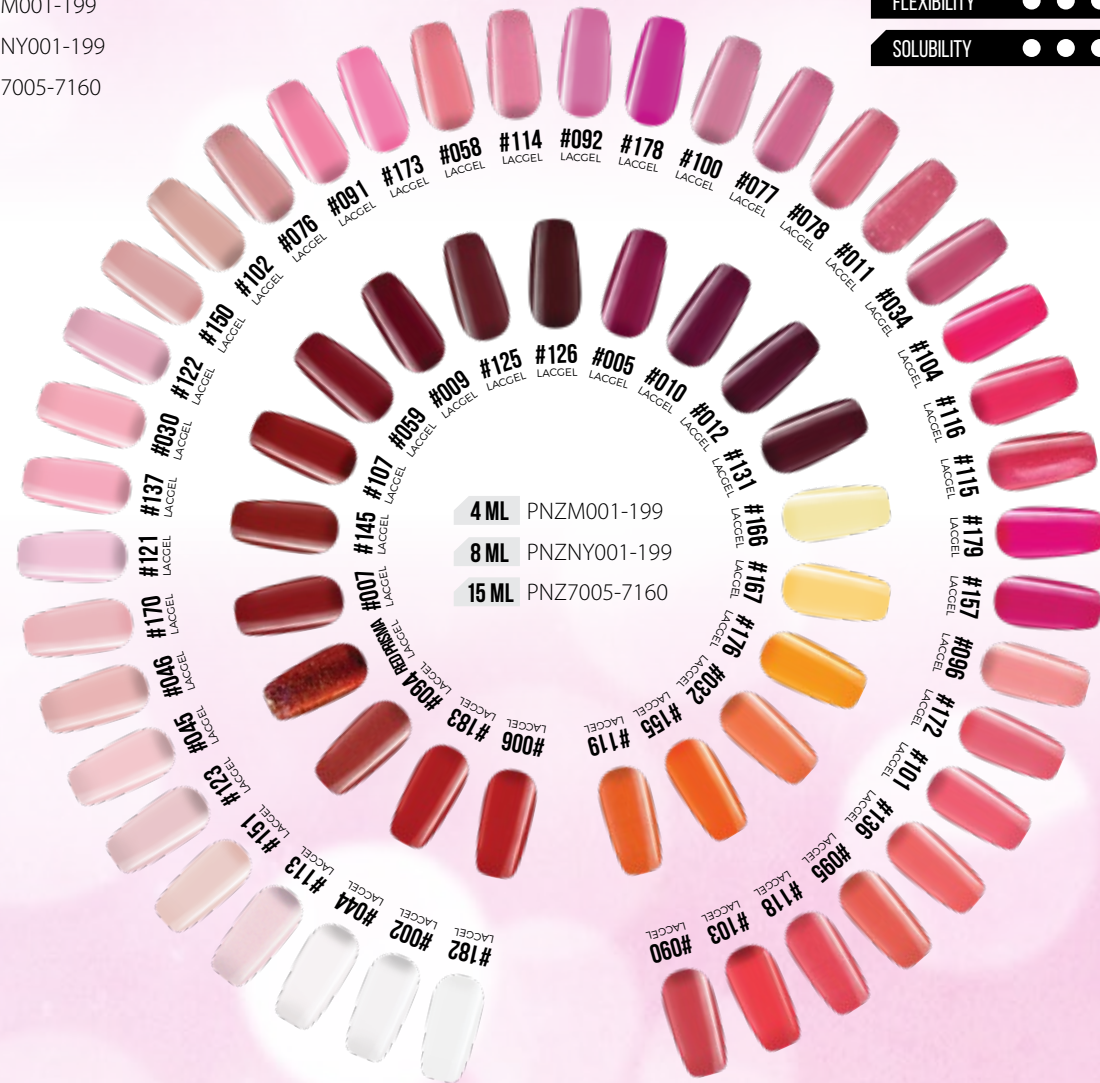 M001-199
NY001-199
7005-7160
FLEXIBILITY
SOLUBILITY
#182 LACGEL
#002 LACGEL
#044 LACGEL
#113 LACGEL
#151 LACGEL
#123 LACGEL
#045 LACGEL
#046 LACGEL
#170 LACGEL
#121 LACGEL
#137 LACGEL
#030 LACGEL
#122 LACGEL
#150 LACGEL
#102 LACGEL
#076 LACGEL
#091 LACGEL
#173 LACGEL
#058 LACGEL
#114 LACGEL
#092 LACGEL
#178 LACGEL
#100 LACGEL
#077 LACGEL
#078 LACGEL
#011 LACGEL
#034 LACGEL
#104 LACGEL
#116 LACGEL
#115 LACGEL
#179 LACGEL
#157 LACGEL
#096 LACGEL
#172 LACGEL
#101 LACGEL
#136 LACGEL
#095 LACGEL
#118 LACGEL
#103 LACGEL
#090 LACGEL
#006 LACGEL
#183 LACGEL
#094 LACGEL
RED PRISMA LACGEL
#007 LACGEL
#145 LACGEL
#107 LACGEL
#059 LACGEL
#009 LACGEL
#125 LACGEL
#126 LACGEL
#005 LACGEL
#010 LACGEL
#012 LACGEL
#131 LACGEL
#166 LACGEL
#167 LACGEL
#176 LACGEL
#032 LACGEL
#155 LACGEL
#119 LACGEL
4 ML PNZM001-199
8 ML PNZNY001-199
15 ML PNZ7005-7160